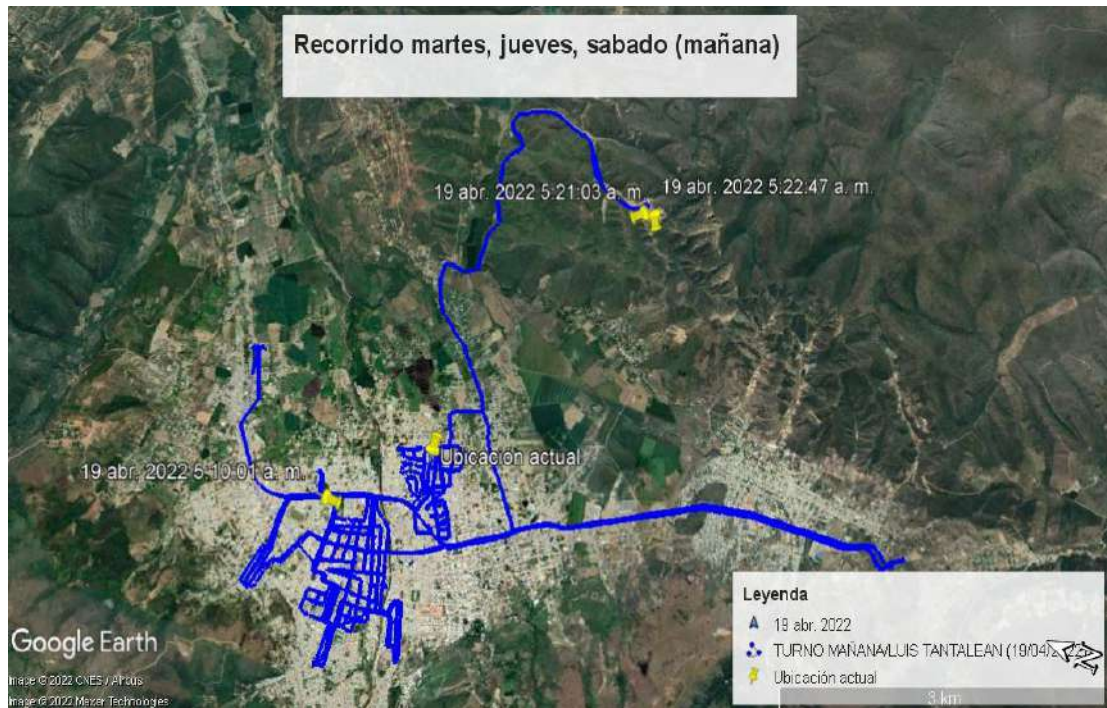 Recorrido martes, jueves, sabado (mañana)
19 abr. 2022 5:21:03 a. m.
19 abr. 2022 5:22:47 a. m.
Ubicación actual
19 abr. 2022 5:10:01 a. m.
Leyenda
19 abr. 2022
TURNO MAÑANA/LUIS TANTALEAN (19/04/
Ubicación actual
3 km
Google Earth
Image © 2022 CNES / Airbus
Image © 2022 Maxar Technologies